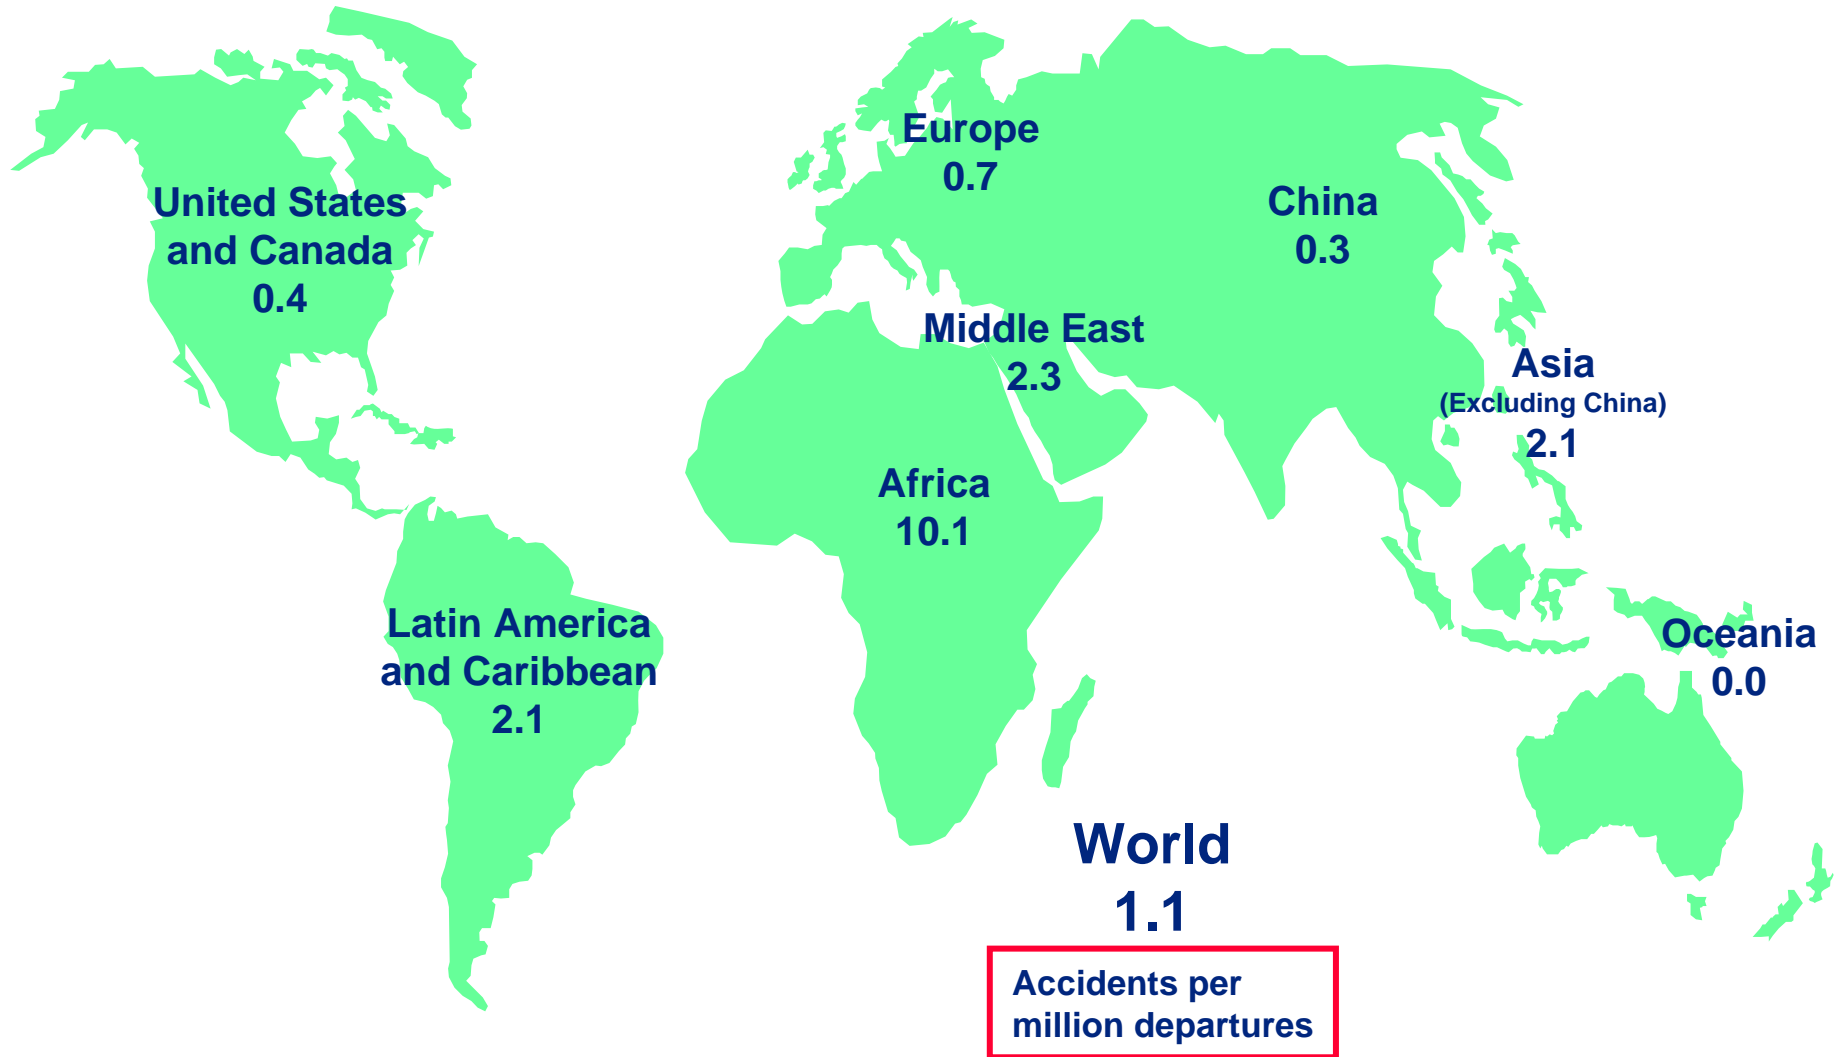 Europe
0.7
United States
and Canada
0.4
China
0.3
Middle East
2.3
Asia
(Excluding China)
2.1
Africa
10.1
Latin America
and Caribbean
2.1
Oceania
0.0
World
1.1
Accidents per
million departures